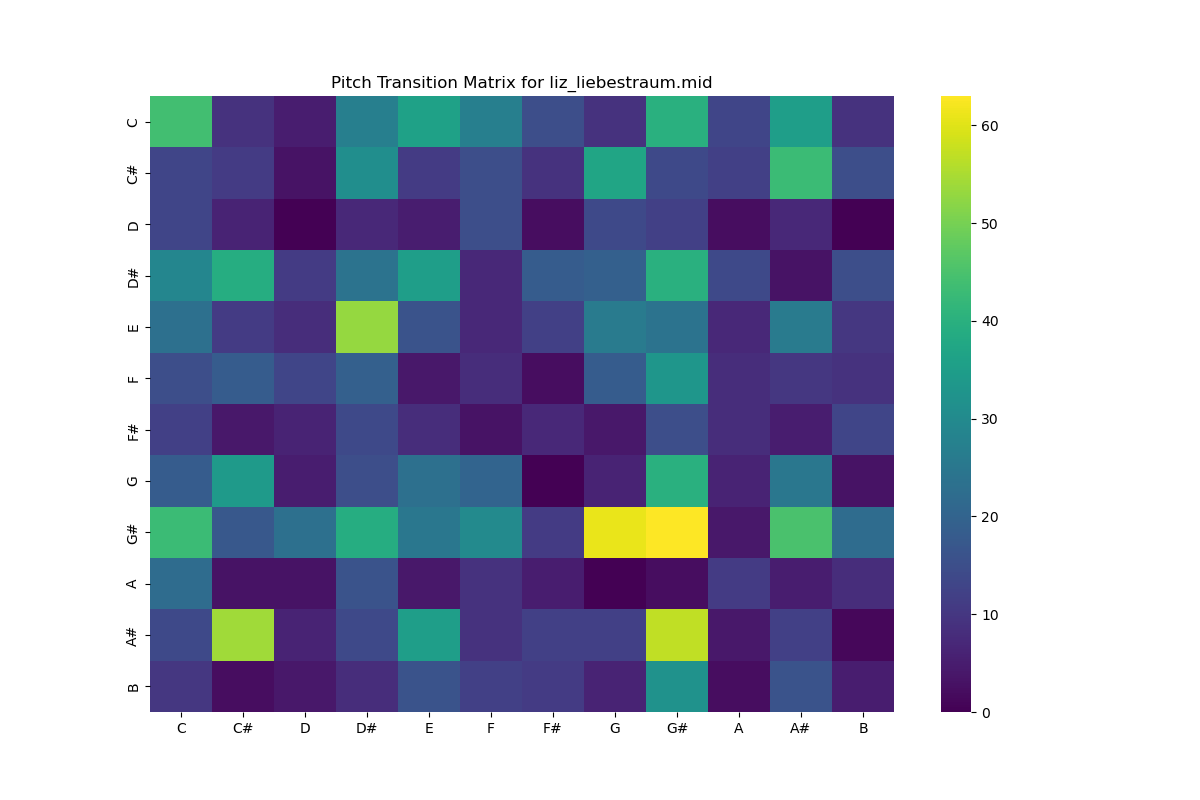 Pitch Transition Matrix for liz_liebestraum.mid
C
C#
D
D#
E
F
F#
G
G#
A
A#
B
C C# D D# E F F# G G# A A# B
60
50
40
30
20
10
0